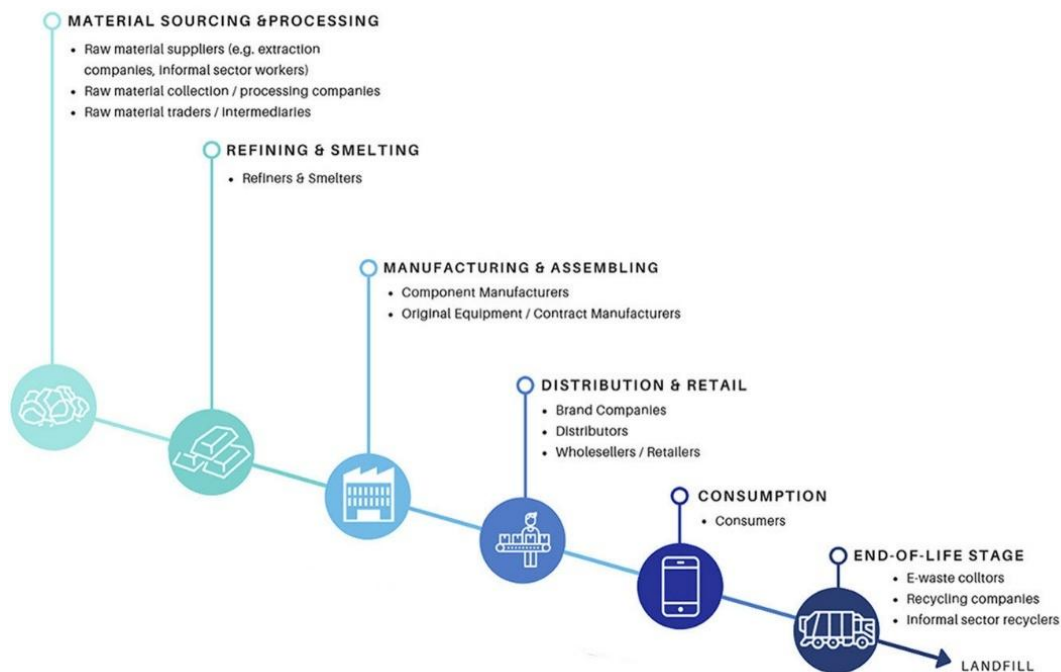 MATERIAL SOURCING &PROCESSING
• Raw material suppliers (e.g. extraction
companies, informal sector workers)
• Raw material collection / processing companies
• Raw material traders / intermediaries
REFINING & SMELTING
• Refiners & Smelters
MANUFACTURING & ASSEMBLING
• Component Manufacturers
• Original Equipment / Contract Manufacturers
DISTRIBUTION & RETAIL
• Brand Companies
• Distributors
• Wholesellers / Retailers
CONSUMPTION
• Consumers
END-OF-LIFE STAGE
• E-waste colltors
• Recycling companies
• Informal sector recyclers
LANDFILL